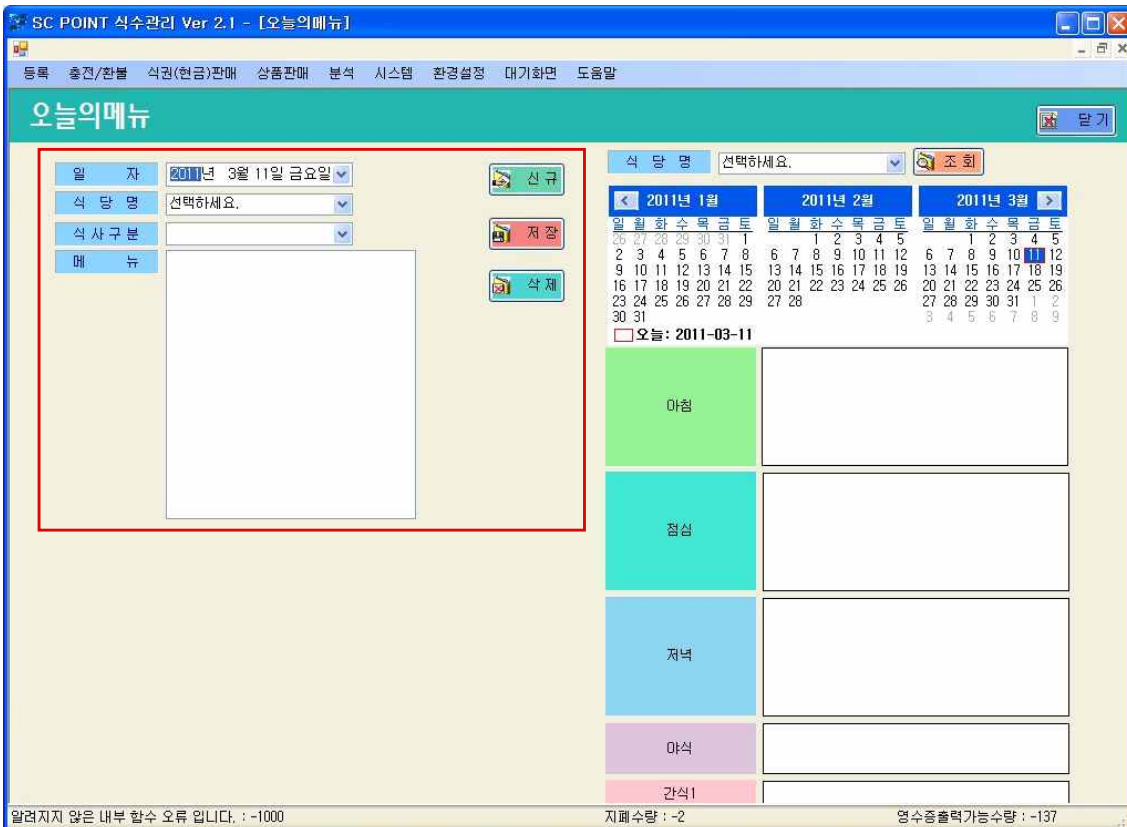 SC POINT 식수관리 Ver 2.1 - [오늘의메뉴]
등록 충전/환불 식권(현금)판매 상품판매 분석 시스템 환경설정 대기화면 도움말
오늘의메뉴
닫기
일 자 2011년 3월 11일 금요일
식 당 명 선택하세요.
식 사 구 분
메 뉴
신 규
저 장
삭 제
식 당 명 선택하세요. 조 회
2011년 1월 2011년 2월 2011년 3월
일 월 화 수 목 금 토 일 월 화 수 목 금 토 일 월 화 수 목 금 토
26 27 28 29 30 31 1 1 2 3 4 5 1 2 3 4 5
2 3 4 5 6 7 8 6 7 8 9 10 11 12 6 7 8 9 10 11 12
9 10 11 12 13 14 15 13 14 15 16 17 18 19 13 14 15 16 17 18 19
16 17 18 19 20 21 22 20 21 22 23 24 25 26 20 21 22 23 24 25 26
23 24 25 26 27 28 29 27 28 27 28 29 30 31 1 2
30 31 3 4 5 6 7 8 9
오늘: 2011-03-11
아침
점심
저녁
야식
간식1
알려지지 않은 내부 함수 오류 입니다. : -1000 지폐수량 : -2 영수증출력가능수량 : -137